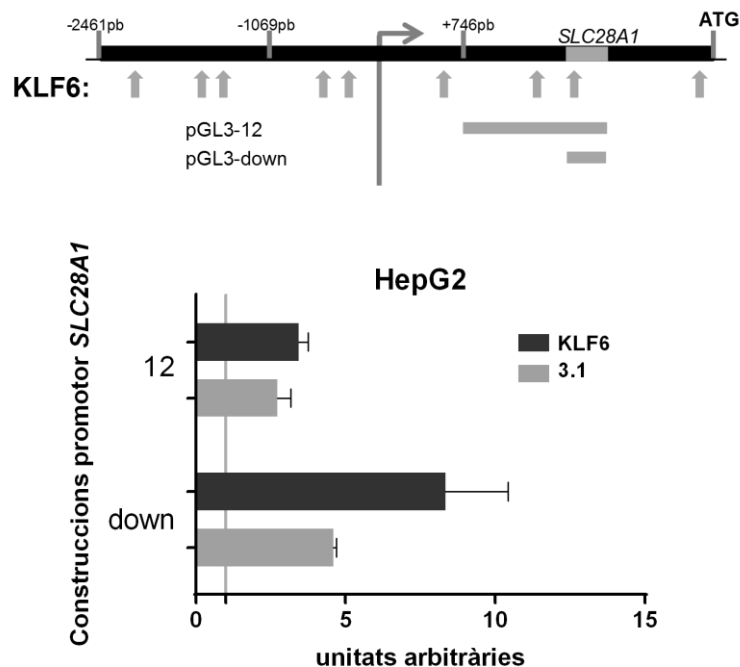 -2461pb -1069pb +746pb SLC28A1 ATG
KLF6:
pGL3-12
pGL3-down
HepG2
Construccions promotor SLC28A1
12
down
KLF6
3.1
0 5 10 15
unitats arbitràries